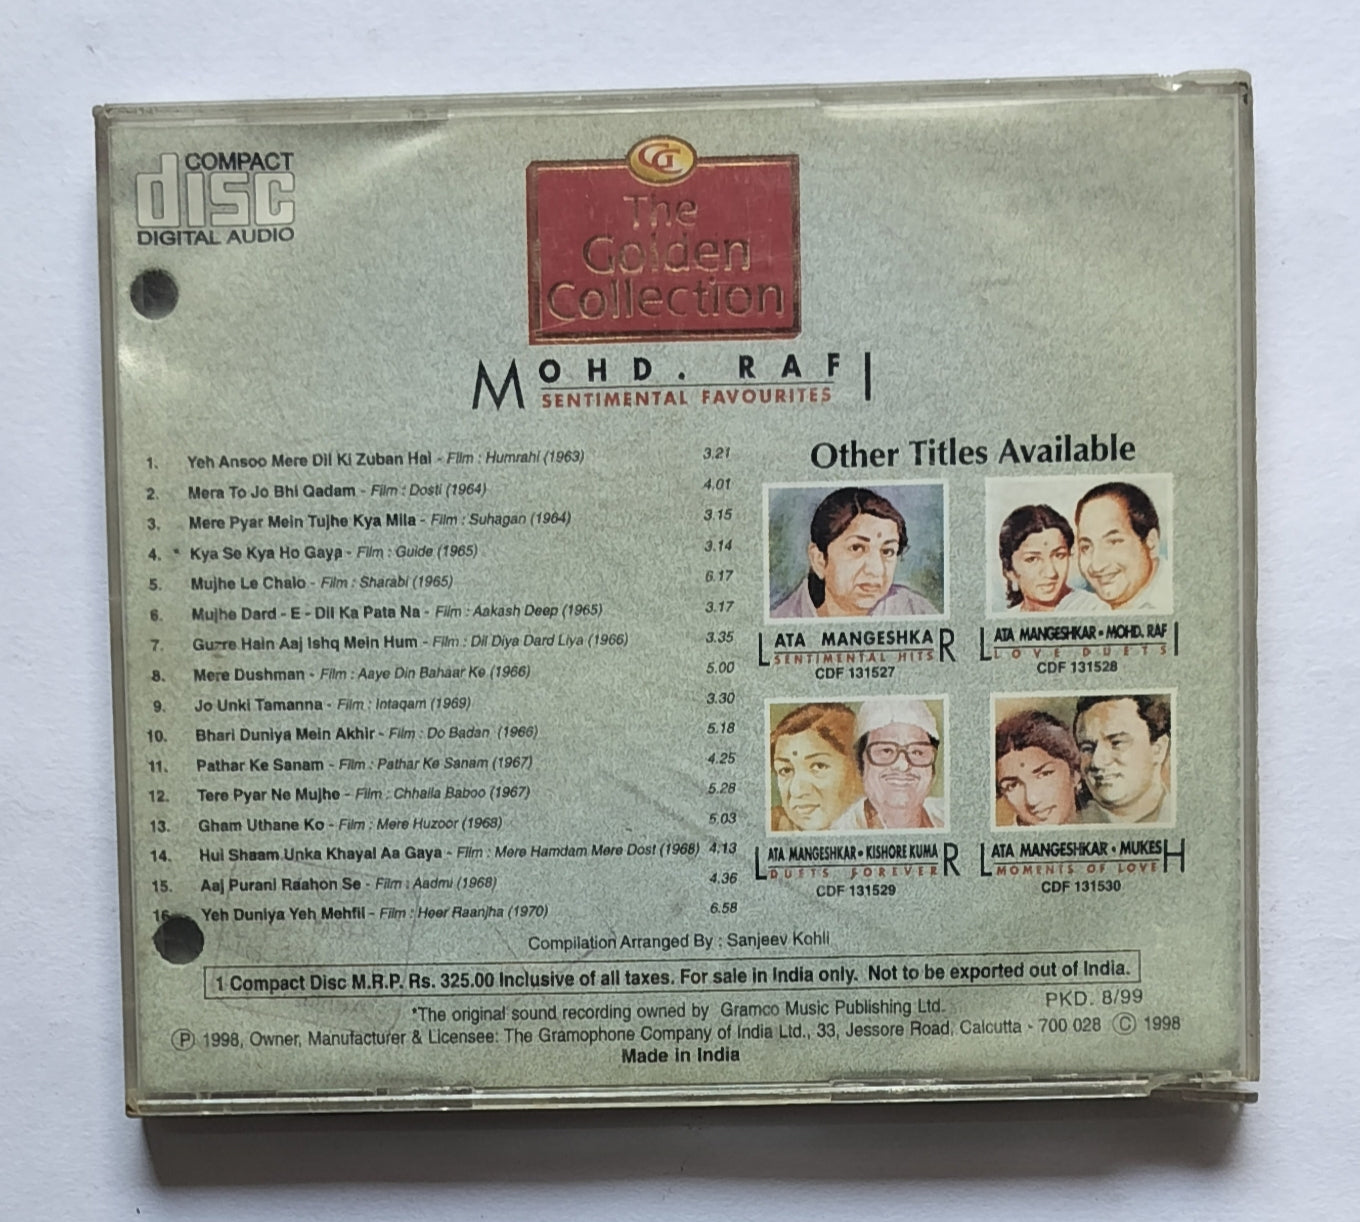 COMPACT
disc
DIGITAL AUDIO
GC
The
Golden
Collection
MOHD. RAFI
SENTIMENTAL FAVOURITES
1. Yeh Ansoo Mere Dil Ki Zuban Hai - Film : Humrahi (1963) 3.21
2. Mera To Jo Bhi Qadam - Film : Dosti (1964) 4.01
3. Mere Pyar Mein Tujhe Kya Mila - Film : Suhagan (1964) 3.15
4. * Kya Se Kya Ho Gaya - Film : Guide (1965) 3.14
5. Mujhe Le Chalo - Film : Sharabi (1965) 6.17
6. Mujhe Dard - E - Dil Ka Pata Na - Film : Aakash Deep (1965) 3.17
7. Guzre Hain Aaj Ishq Mein Hum - Film : Dil Diya Dard Liya (1966) 3.35
8. Mere Dushman - Film : Aaye Din Bahaar Ke (1966) 5.00
9. Jo Unki Tamanna - Film : Intaqam (1969) 3.30
10. Bhari Duniya Mein Akhir - Film : Do Badan (1966) 5.18
11. Pathar Ke Sanam - Film : Pathar Ke Sanam (1967) 4.25
12. Tere Pyar Ne Mujhe - Film : Chhaila Baboo (1967) 5.28
13. Gham Uthane Ko - Film : Mere Huzoor (1968) 5.03
14. Hui Shaam Unka Khayal Aa Gaya - Film : Mere Hamdam Mere Dost (1968) 4.13
15. Aaj Purani Raahon Se - Film : Aadmi (1968) 4.36
16. Yeh Duniya Yeh Mehfil - Film : Heer Raanjha (1970) 6.58
Other Titles Available
LATA MANGESHKAR
SENTIMENTAL HITS
CDF 131527
LATA MANGESHKAR • MOHD. RAFI
LOVE DUETS
CDF 131528
LATA MANGESHKAR • KISHORE KUMAR
DUETS FOREVER
CDF 131529
LATA MANGESHKAR • MUKESH
MOMENTS OF LOVE
CDF 131530
Compilation Arranged By : Sanjeev Kohli
1 Compact Disc M.R.P. Rs. 325.00 Inclusive of all taxes. For sale in India only. Not to be exported out of India.
PKD. 8/99
*The original sound recording owned by Gramco Music Publishing Ltd.
Ⓟ 1998, Owner, Manufacturer & Licensee: The Gramophone Company of India Ltd., 33, Jessore Road, Calcutta - 700 028 © 1998
Made in India